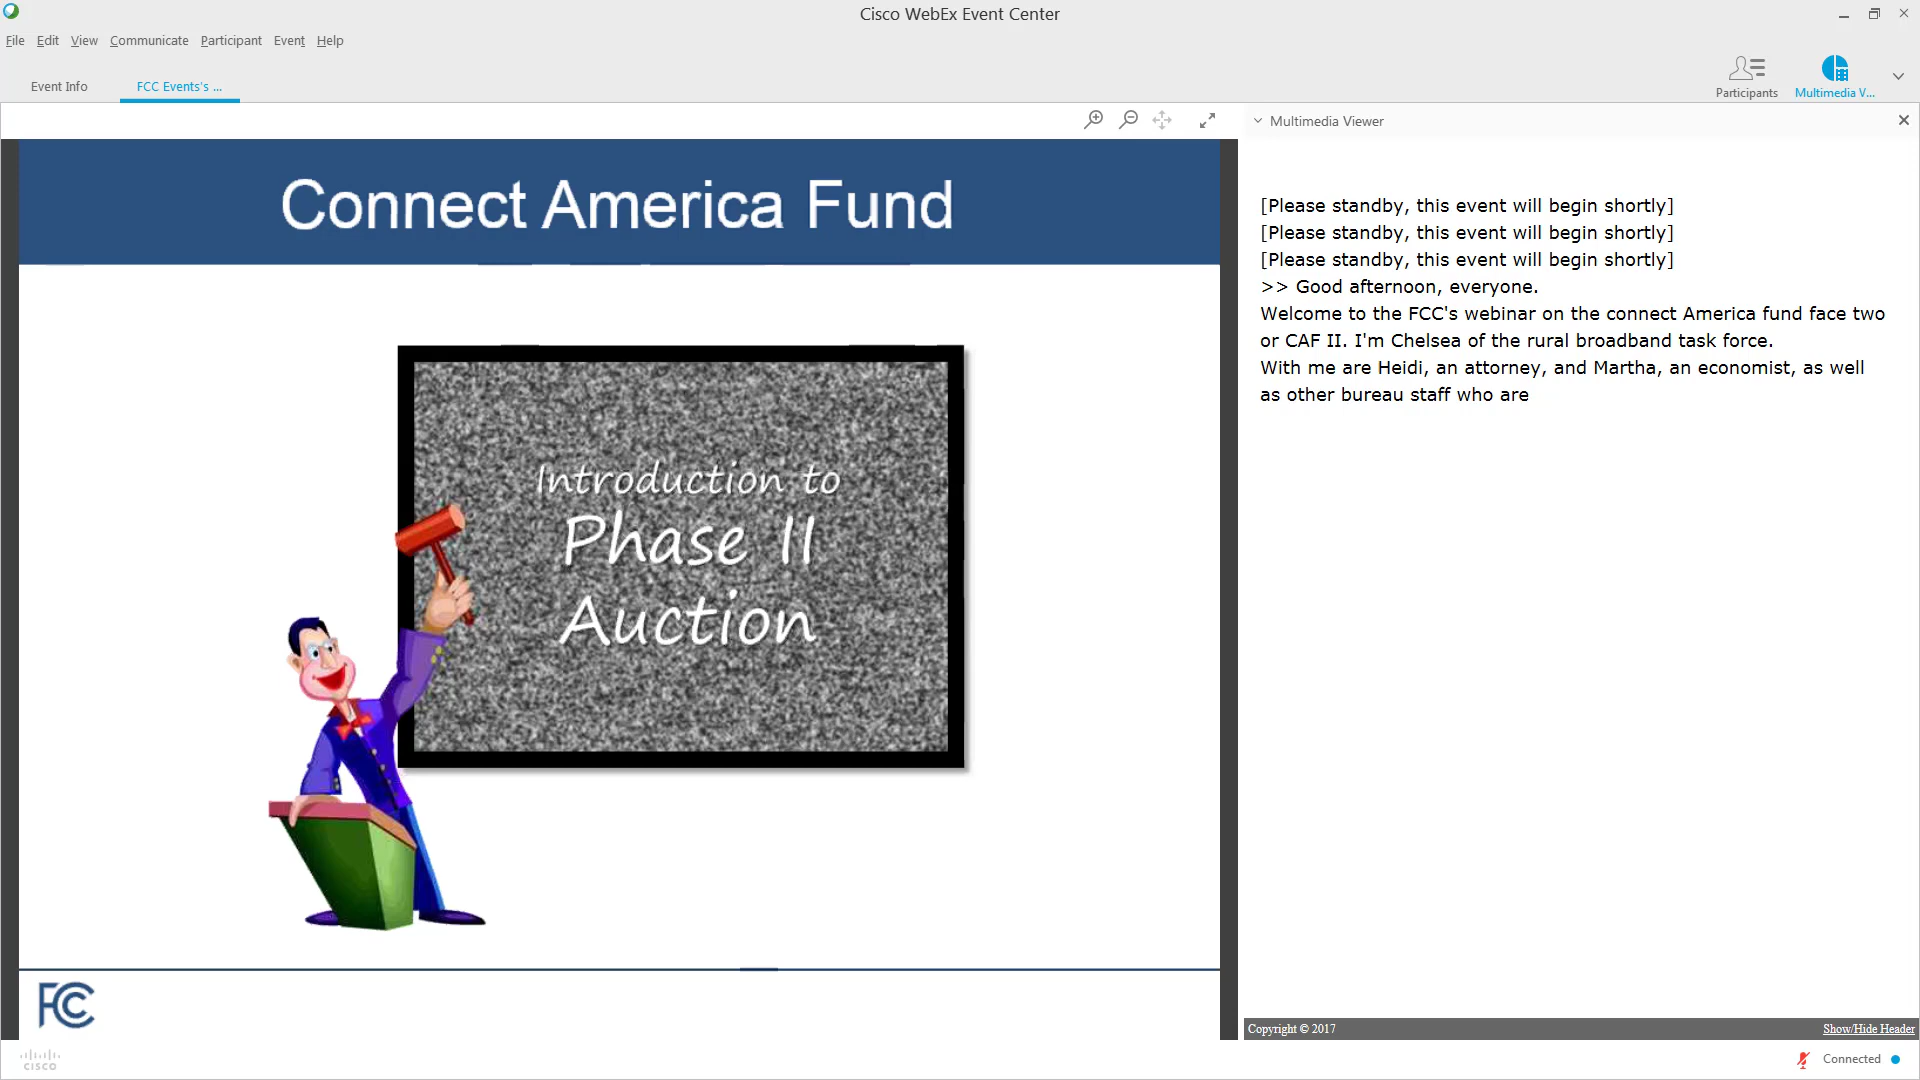 Cisco WebEx Event Center
File Edit View Communicate Participant Event Help
Event Info FCC Events's ...
Participants Multimedia V...
Connect America Fund
Introduction to
Phase II
Auction
FCC
Multimedia Viewer
[Please standby, this event will begin shortly]
[Please standby, this event will begin shortly]
[Please standby, this event will begin shortly]
>> Good afternoon, everyone.
Welcome to the FCC's webinar on the connect America fund face two
or CAF II. I'm Chelsea of the rural broadband task force.
With me are Heidi, an attorney, and Martha, an economist, as well
as other bureau staff who are
Copyright © 2017 Show/Hide Header
cisco
Connected